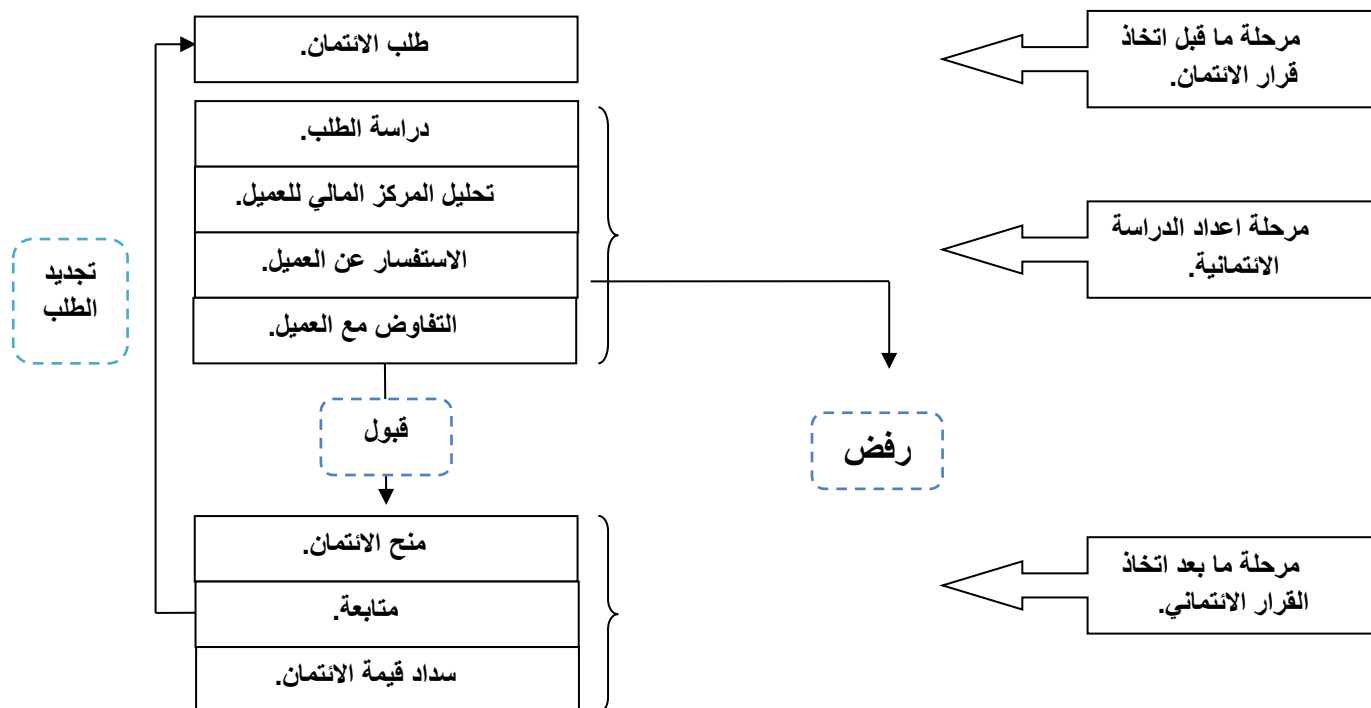 مرحلة ما قبل اتخاذ
قرار الائتمان.
طلب الائتمان.
دراسة الطلب.
تحليل المركز المالي للعميل.
الاستفسار عن العميل.
التفاوض مع العميل.
مرحلة اعداد الدراسة
الائتمانية.
تجديد
الطلب
قبول
رفض
مرحلة ما بعد اتخاذ
القرار الائتماني.
منح الائتمان.
متابعة.
سداد قيمة الائتمان.